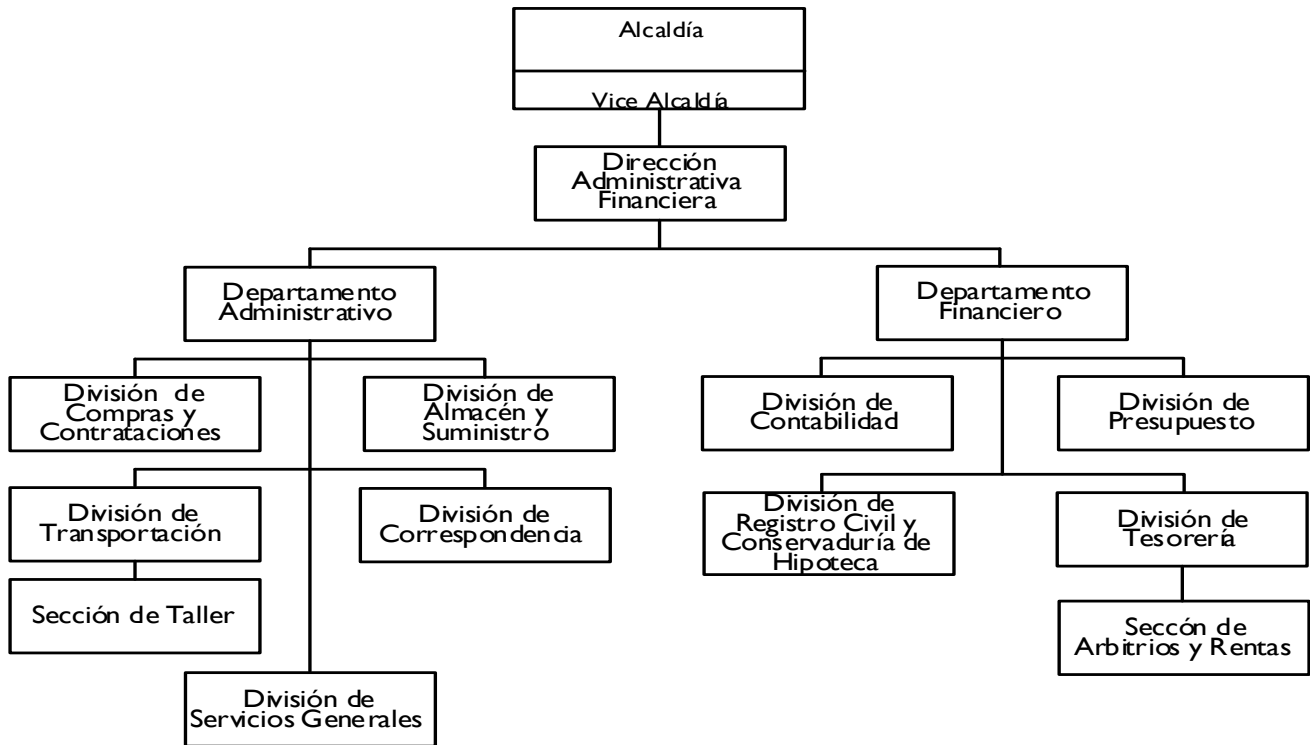 Alcaldía
Vice Alcaldía
Dirección
Administrativa
Financiera
Departamento
Administrativo
Departamento
Financiero
División de
Compras y
Contrataciones
División de
Almacén y
Suministro
División de
Contabilidad
División de
Presupuesto
División de
Transportación
División de
Correspondencia
División de
Registro Civil y
Conservaduría de
Hipoteca
División de
Tesorería
Sección de Taller
Seccón de
Arbitrios y Rentas
División de
Servicios Generales